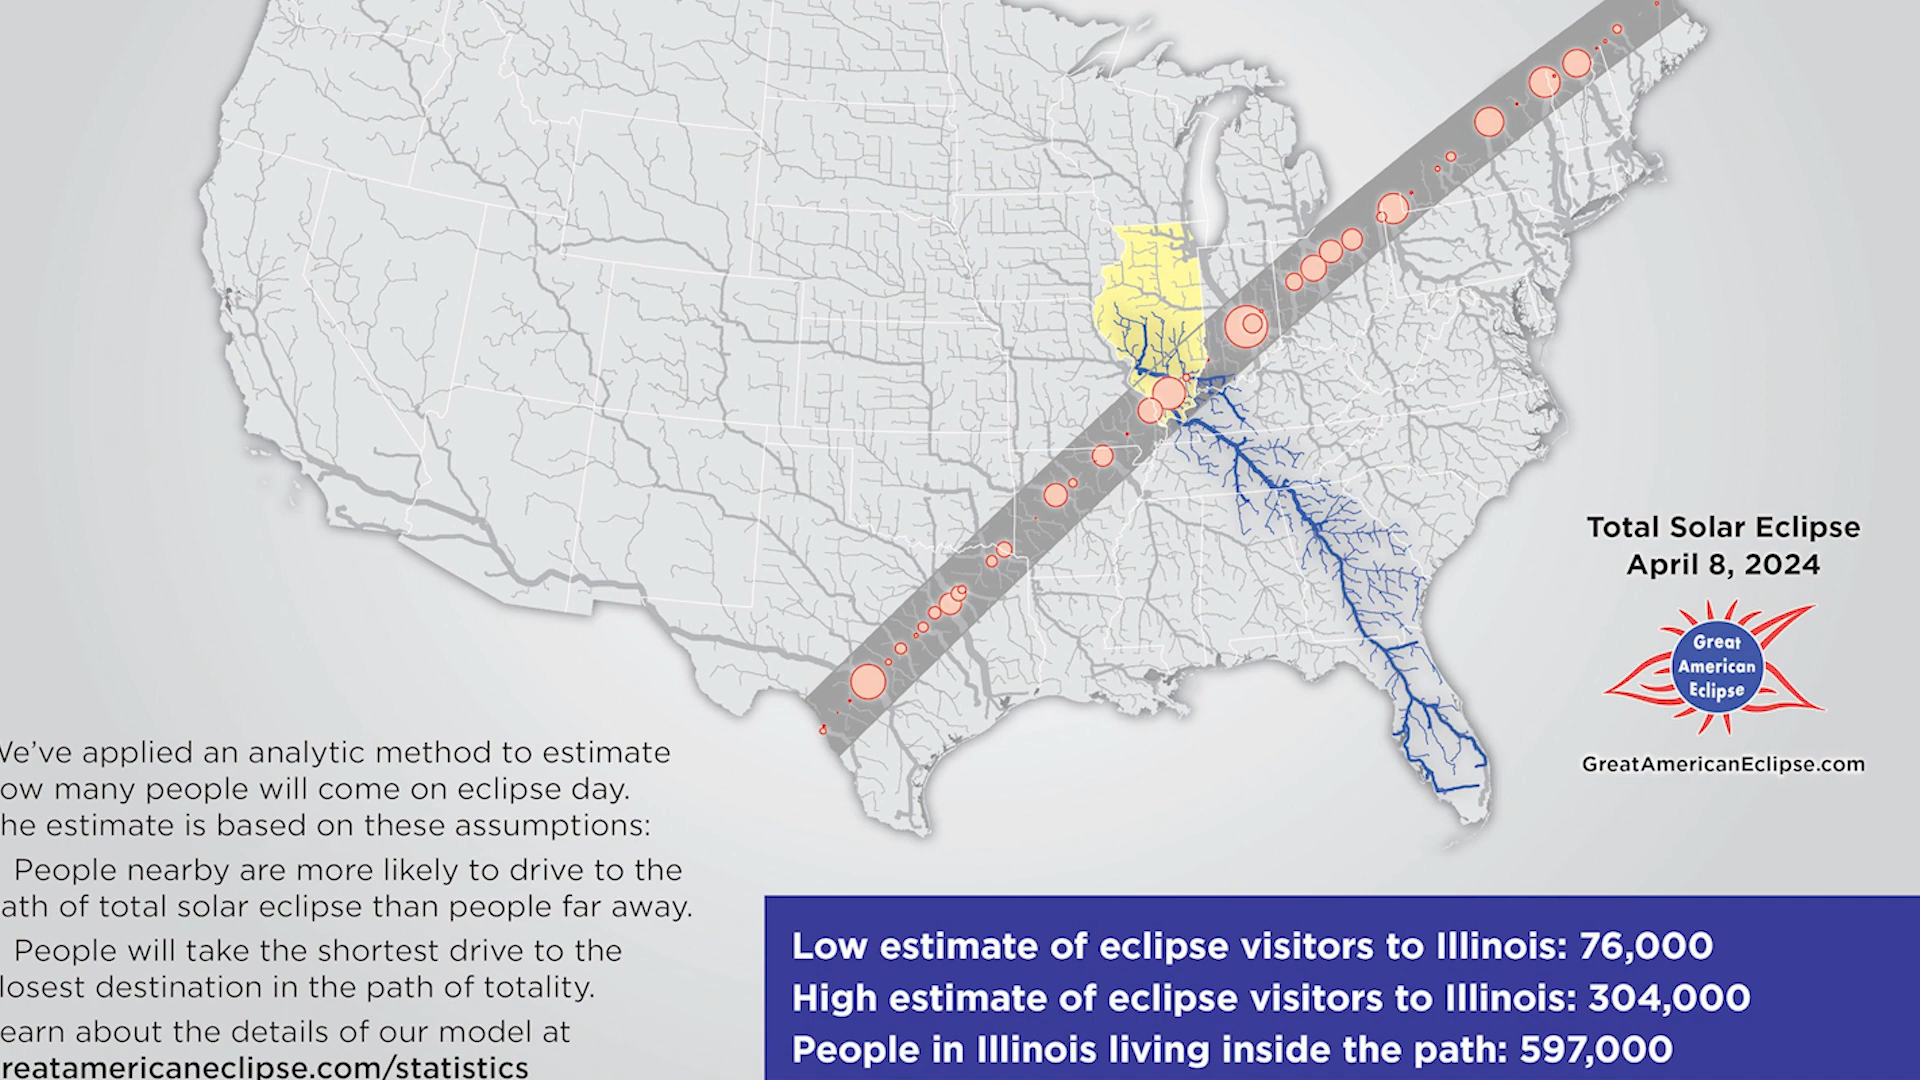 Total Solar Eclipse
April 8, 2024
Great
American
Eclipse
GreatAmericanEclipse.com
We've applied an analytic method to estimate
ow many people will come on eclipse day.
he estimate is based on these assumptions:
People nearby are more likely to drive to the
ath of total solar eclipse than people far away.
People will take the shortest drive to the
losest destination in the path of totality.
earn about the details of our model at
reatamericaneclipse.com/statistics
Low estimate of eclipse visitors to Illinois: 76,000
High estimate of eclipse visitors to Illinois: 304,000
People in Illinois living inside the path: 597,000